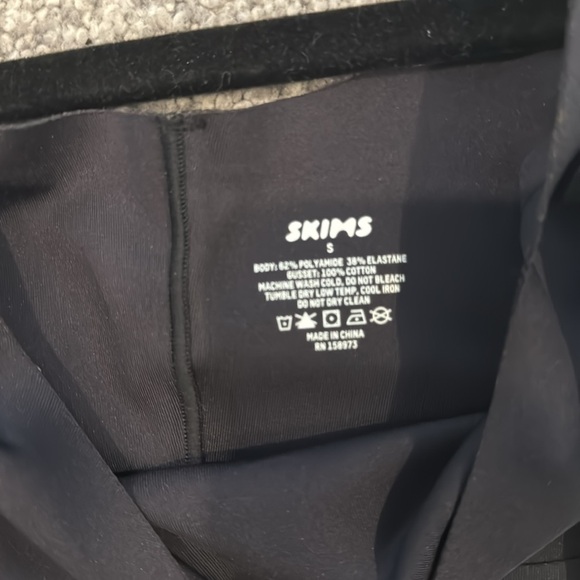 SKIMS
S
BODY: 62% POLYAMIDE 38% ELASTANE
GUSSET: 100% COTTON
MACHINE WASH COLD, DO NOT BLEACH
TUMBLE DRY LOW TEMP, COOL IRON
DO NOT DRY CLEAN
MADE IN CHINA
RN 158973